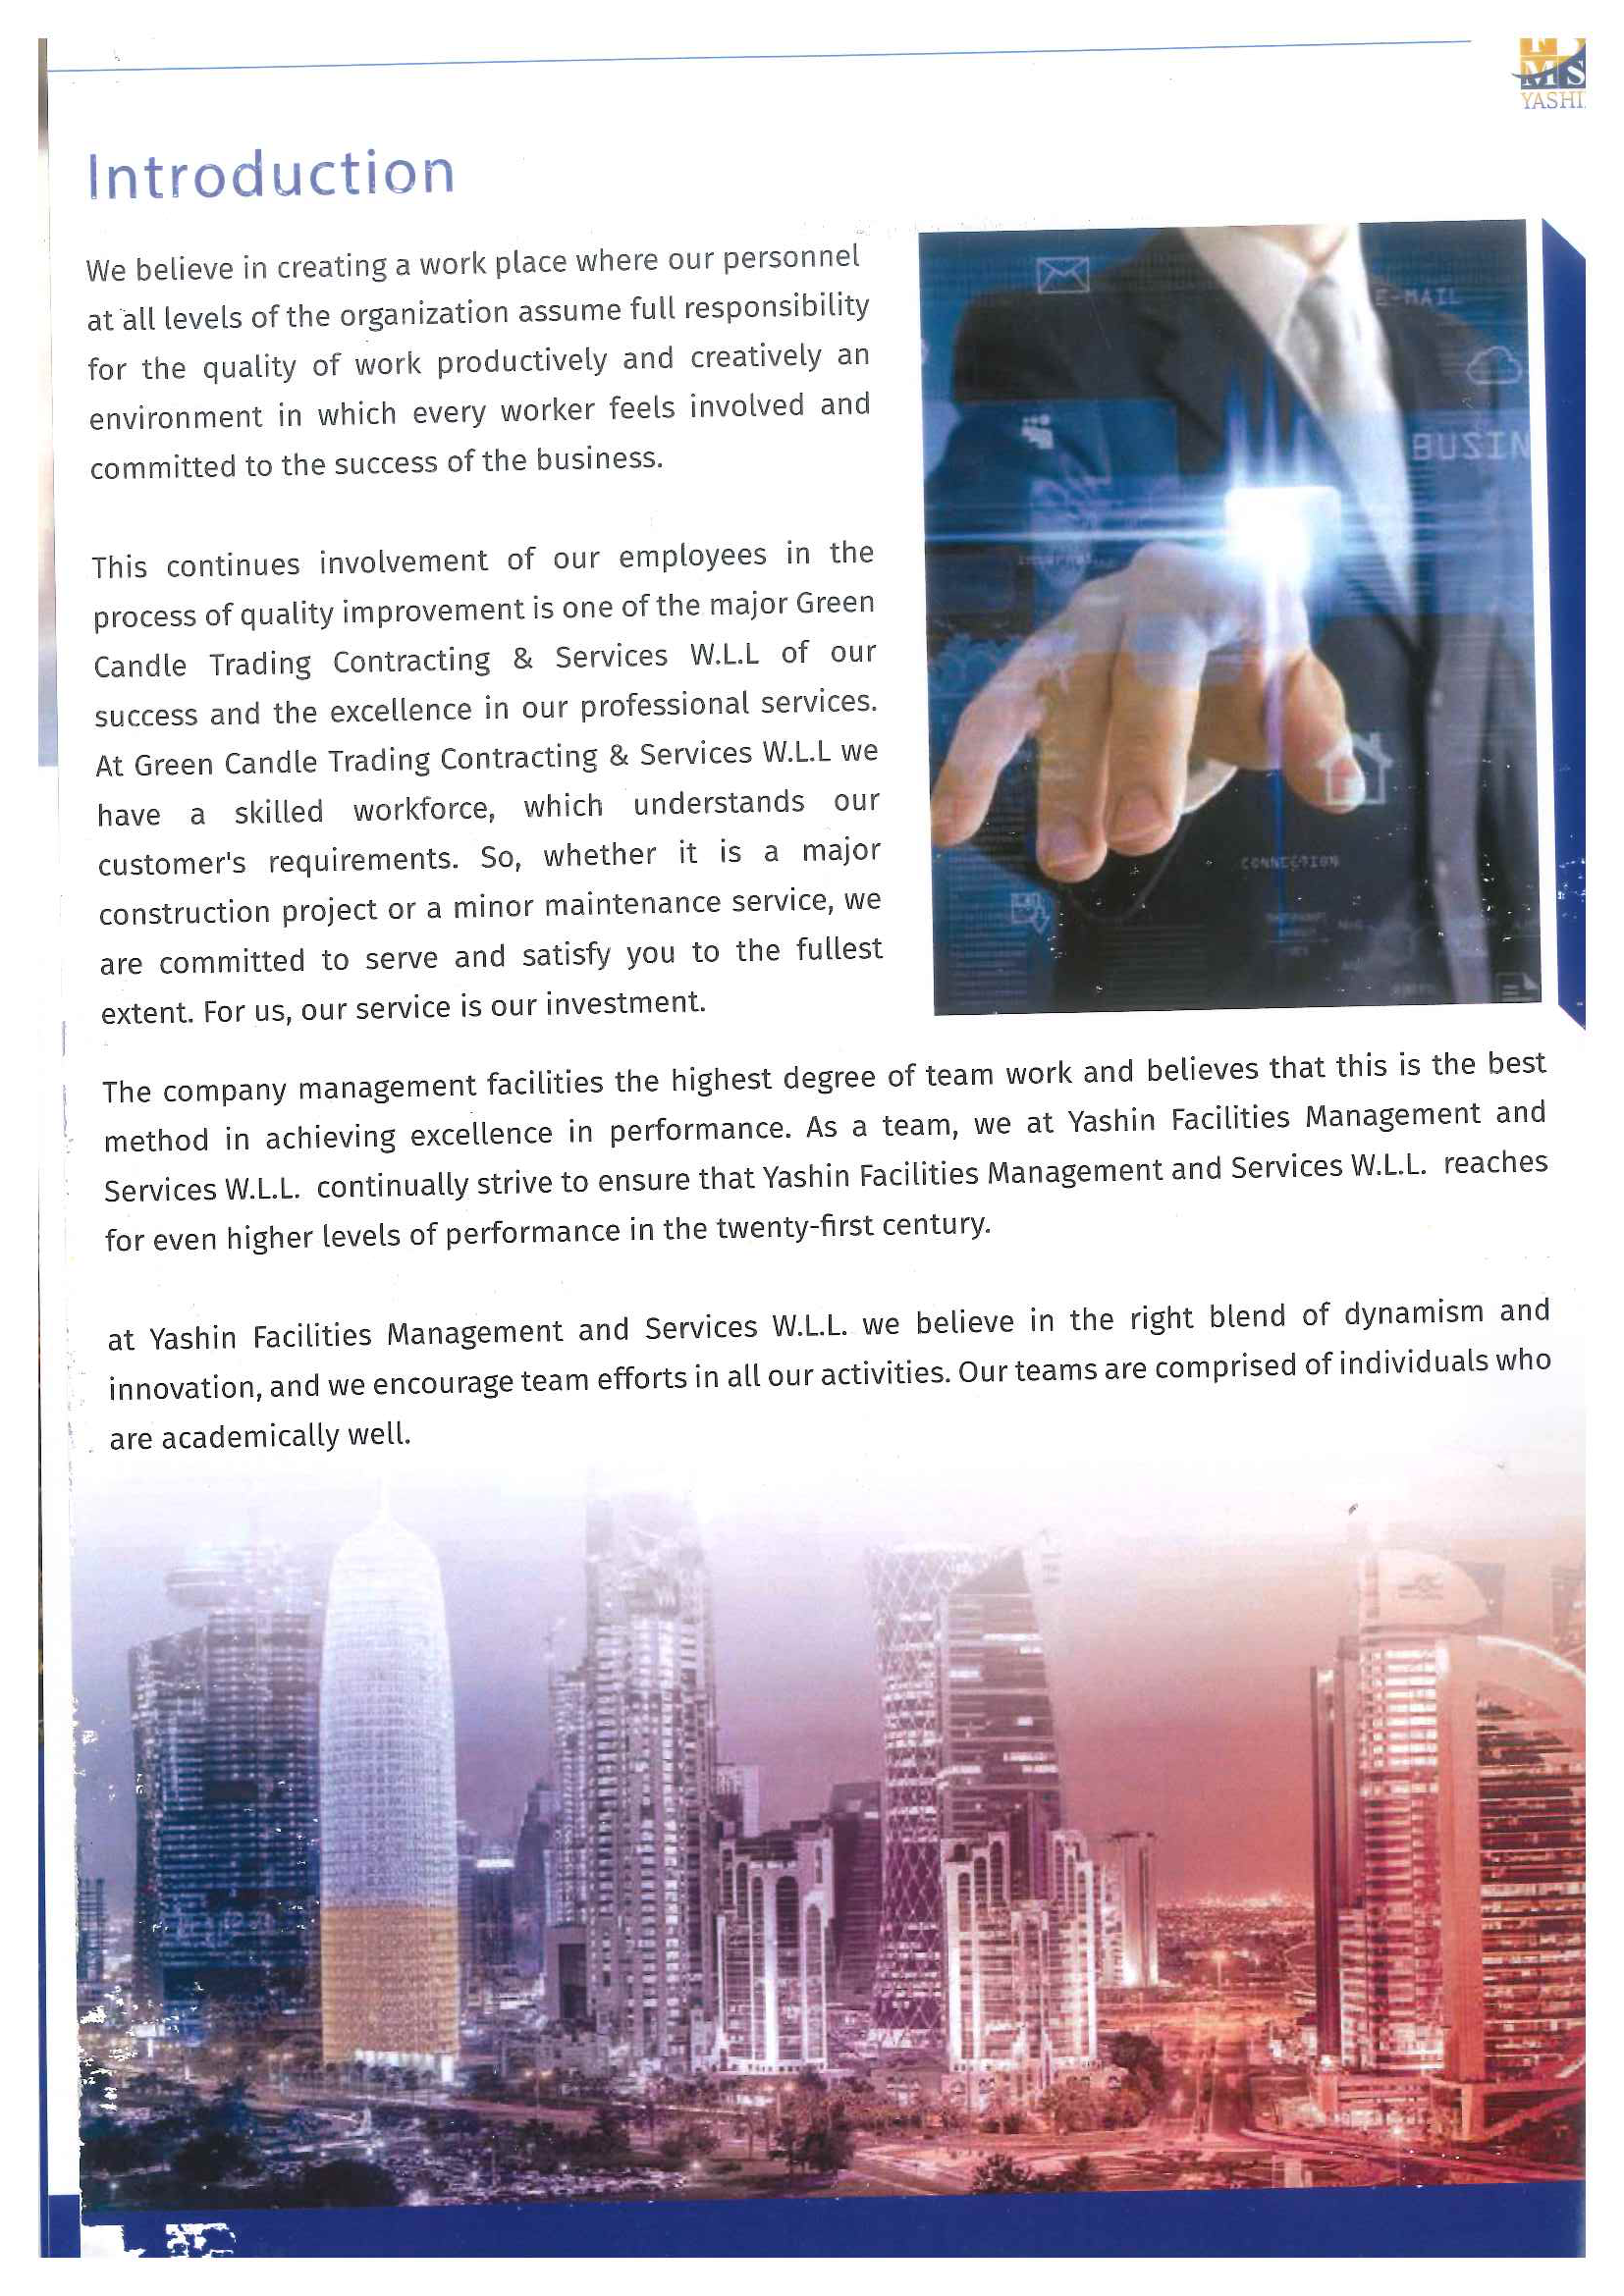 M S
YASHI
Introduction
We believe in creating a work place where our personnel
at all levels of the organization assume full responsibility
for the quality of work productively and creatively an
environment in which every worker feels involved and
committed to the success of the business.
This continues involvement of our employees in the
process of quality improvement is one of the major Green
Candle Trading Contracting & Services W.L.L of our
success and the excellence in our professional services.
At Green Candle Trading Contracting & Services W.L.L we
have a skilled workforce, which understands our
customer's requirements. So, whether it is a major
construction project or a minor maintenance service, we
are committed to serve and satisfy you to the fullest
extent. For us, our service is our investment.
E-MAIL
BUSIN
CONNECTION
The company management facilities the highest degree of team work and believes that this is the best
method in achieving excellence in performance. As a team, we at Yashin Facilities Management and
Services W.L.L. continually strive to ensure that Yashin Facilities Management and Services W.L.L. reaches
for even higher levels of performance in the twenty-first century.
at Yashin Facilities Management and Services W.L.L. we believe in the right blend of dynamism and
innovation, and we encourage team efforts in all our activities. Our teams are comprised of individuals who
are academically well.